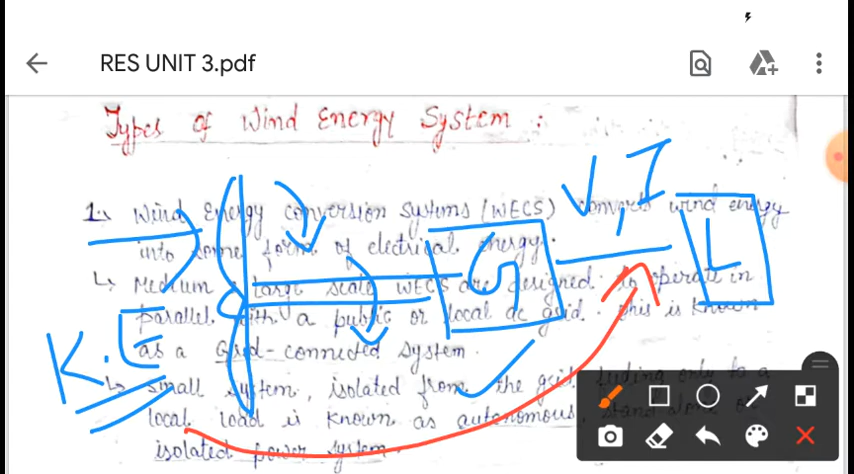 RES UNIT 3.pdf
Types of Wind Energy System :
1. Wind Energy conversion Systems (WECS) converts wind energy
into some form of electrical energy.
V, I
↳ Medium & Large scale WECS are designed to operate in
G
L
parallel with a public or local ac grid. This is known
as a Grid-connected system.
K.E
↳ Small system, isolated from the grid, feeding only to a
local load is known as autonomous, stand alone or
isolated power system.